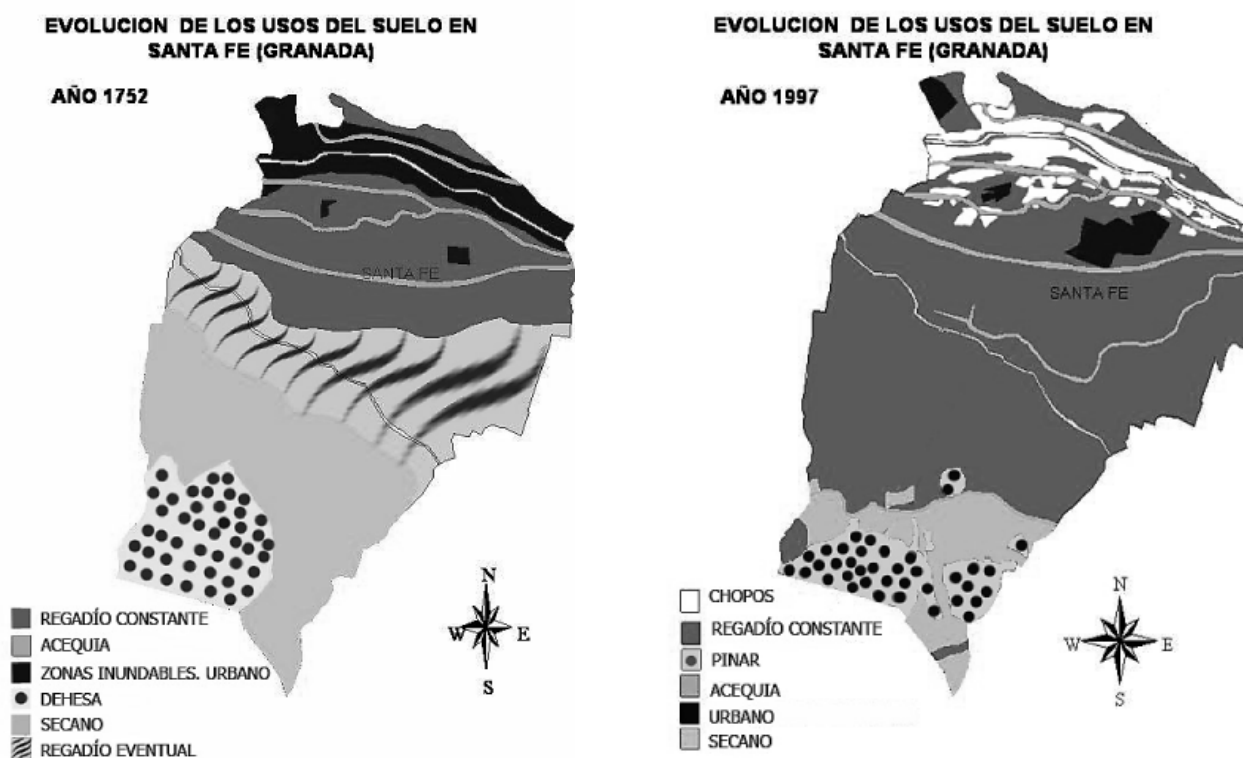 EVOLUCION DE LOS USOS DEL SUELO EN
SANTA FE (GRANADA)
AÑO 1752
SANTA FE
N
W
E
S
REGADÍO CONSTANTE
ACEQUIA
ZONAS INUNDABLES. URBANO
DEHESA
SECANO
REGADÍO EVENTUAL
EVOLUCION DE LOS USOS DEL SUELO EN
SANTA FE (GRANADA)
AÑO 1997
SANTA FE
N
W
E
S
CHOPOS
REGADÍO CONSTANTE
PINAR
ACEQUIA
URBANO
SECANO